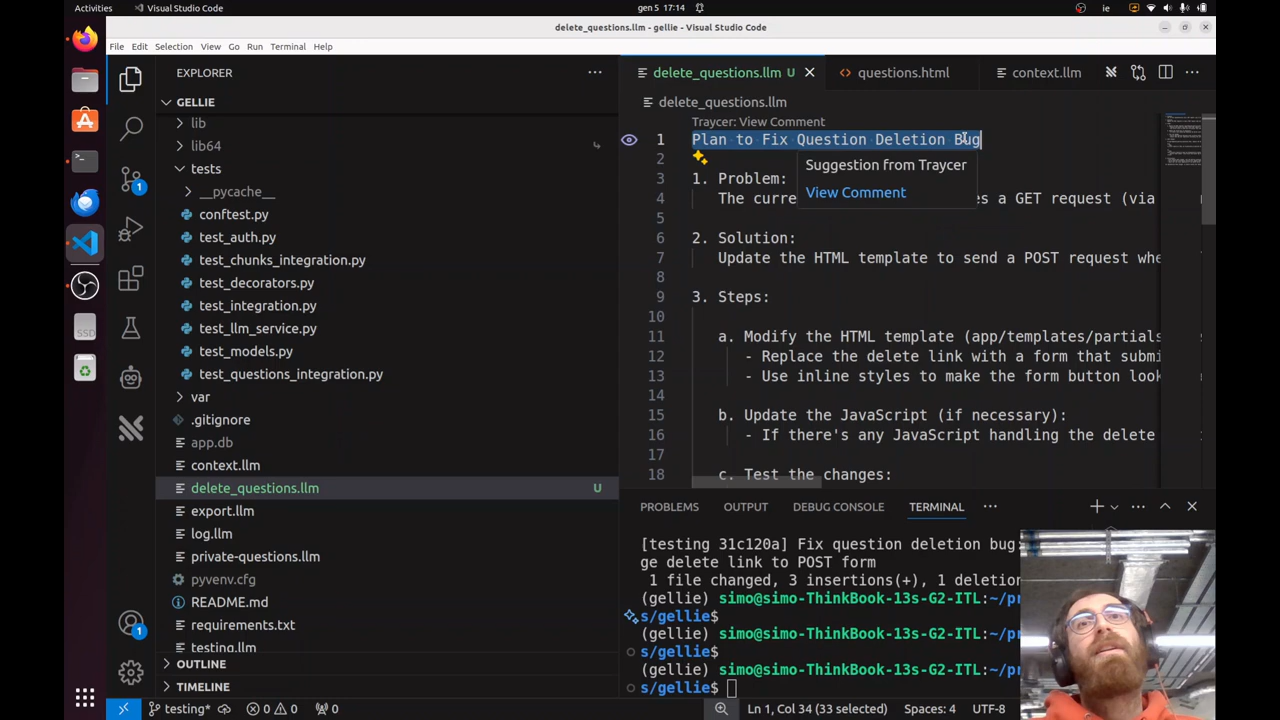 Activities
Visual Studio Code
gen 5 17:14
ie
delete_questions.llm - gellie - Visual Studio Code
File Edit Selection View Go Run Terminal Help
EXPLORER
GELLIE
lib
lib64
tests
__pycache__
conftest.py
test_auth.py
test_chunks_integration.py
test_decorators.py
test_integration.py
test_llm_service.py
test_models.py
test_questions_integration.py
var
.gitignore
app.db
context.llm
delete_questions.llm U
export.llm
log.llm
private-questions.llm
pyvenv.cfg
README.md
requirements.txt
testing.llm
OUTLINE
TIMELINE
SSD
1
1
delete_questions.llm U
questions.html
context.llm
delete_questions.llm
Traycer: View Comment
1 Plan to Fix Question Deletion Bug
2
Suggestion from Traycer
View Comment
3 1. Problem:
4 The curre
s a GET request (via
5
6 2. Solution:
7 Update the HTML template to send a POST request whe
8
9 3. Steps:
10
11 a. Modify the HTML template (app/templates/partials
12 - Replace the delete link with a form that submi
13 - Use inline styles to make the form button look
14
15 b. Update the JavaScript (if necessary):
16 - If there's any JavaScript handling the delete
17
18 c. Test the changes:
PROBLEMS OUTPUT DEBUG CONSOLE TERMINAL
[testing 31c120a] Fix question deletion bug:
ge delete link to POST form
1 file changed, 3 insertions(+), 1 deletion
(gellie) simo@simo-ThinkBook-13s-G2-ITL:~/pr
s/gellie$
(gellie) simo@simo-ThinkBook-13s-G2-ITL:~/pr
s/gellie$
(gellie) simo@simo-ThinkBook-13s-G2-ITL:~/pr
s/gellie$
testing* 0 0 0
Ln 1, Col 34 (33 selected) Spaces: 4 UTF-8